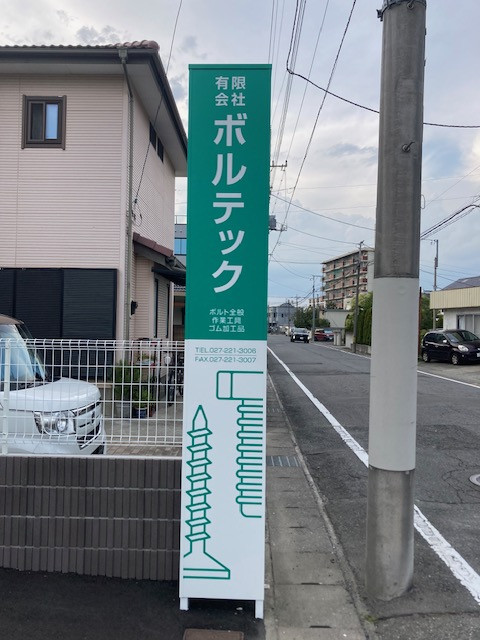 有限
会社
ボルテック
ボルト全般
作業工具
ゴム加工品
TEL.027-221-3006
FAX.027-221-3007